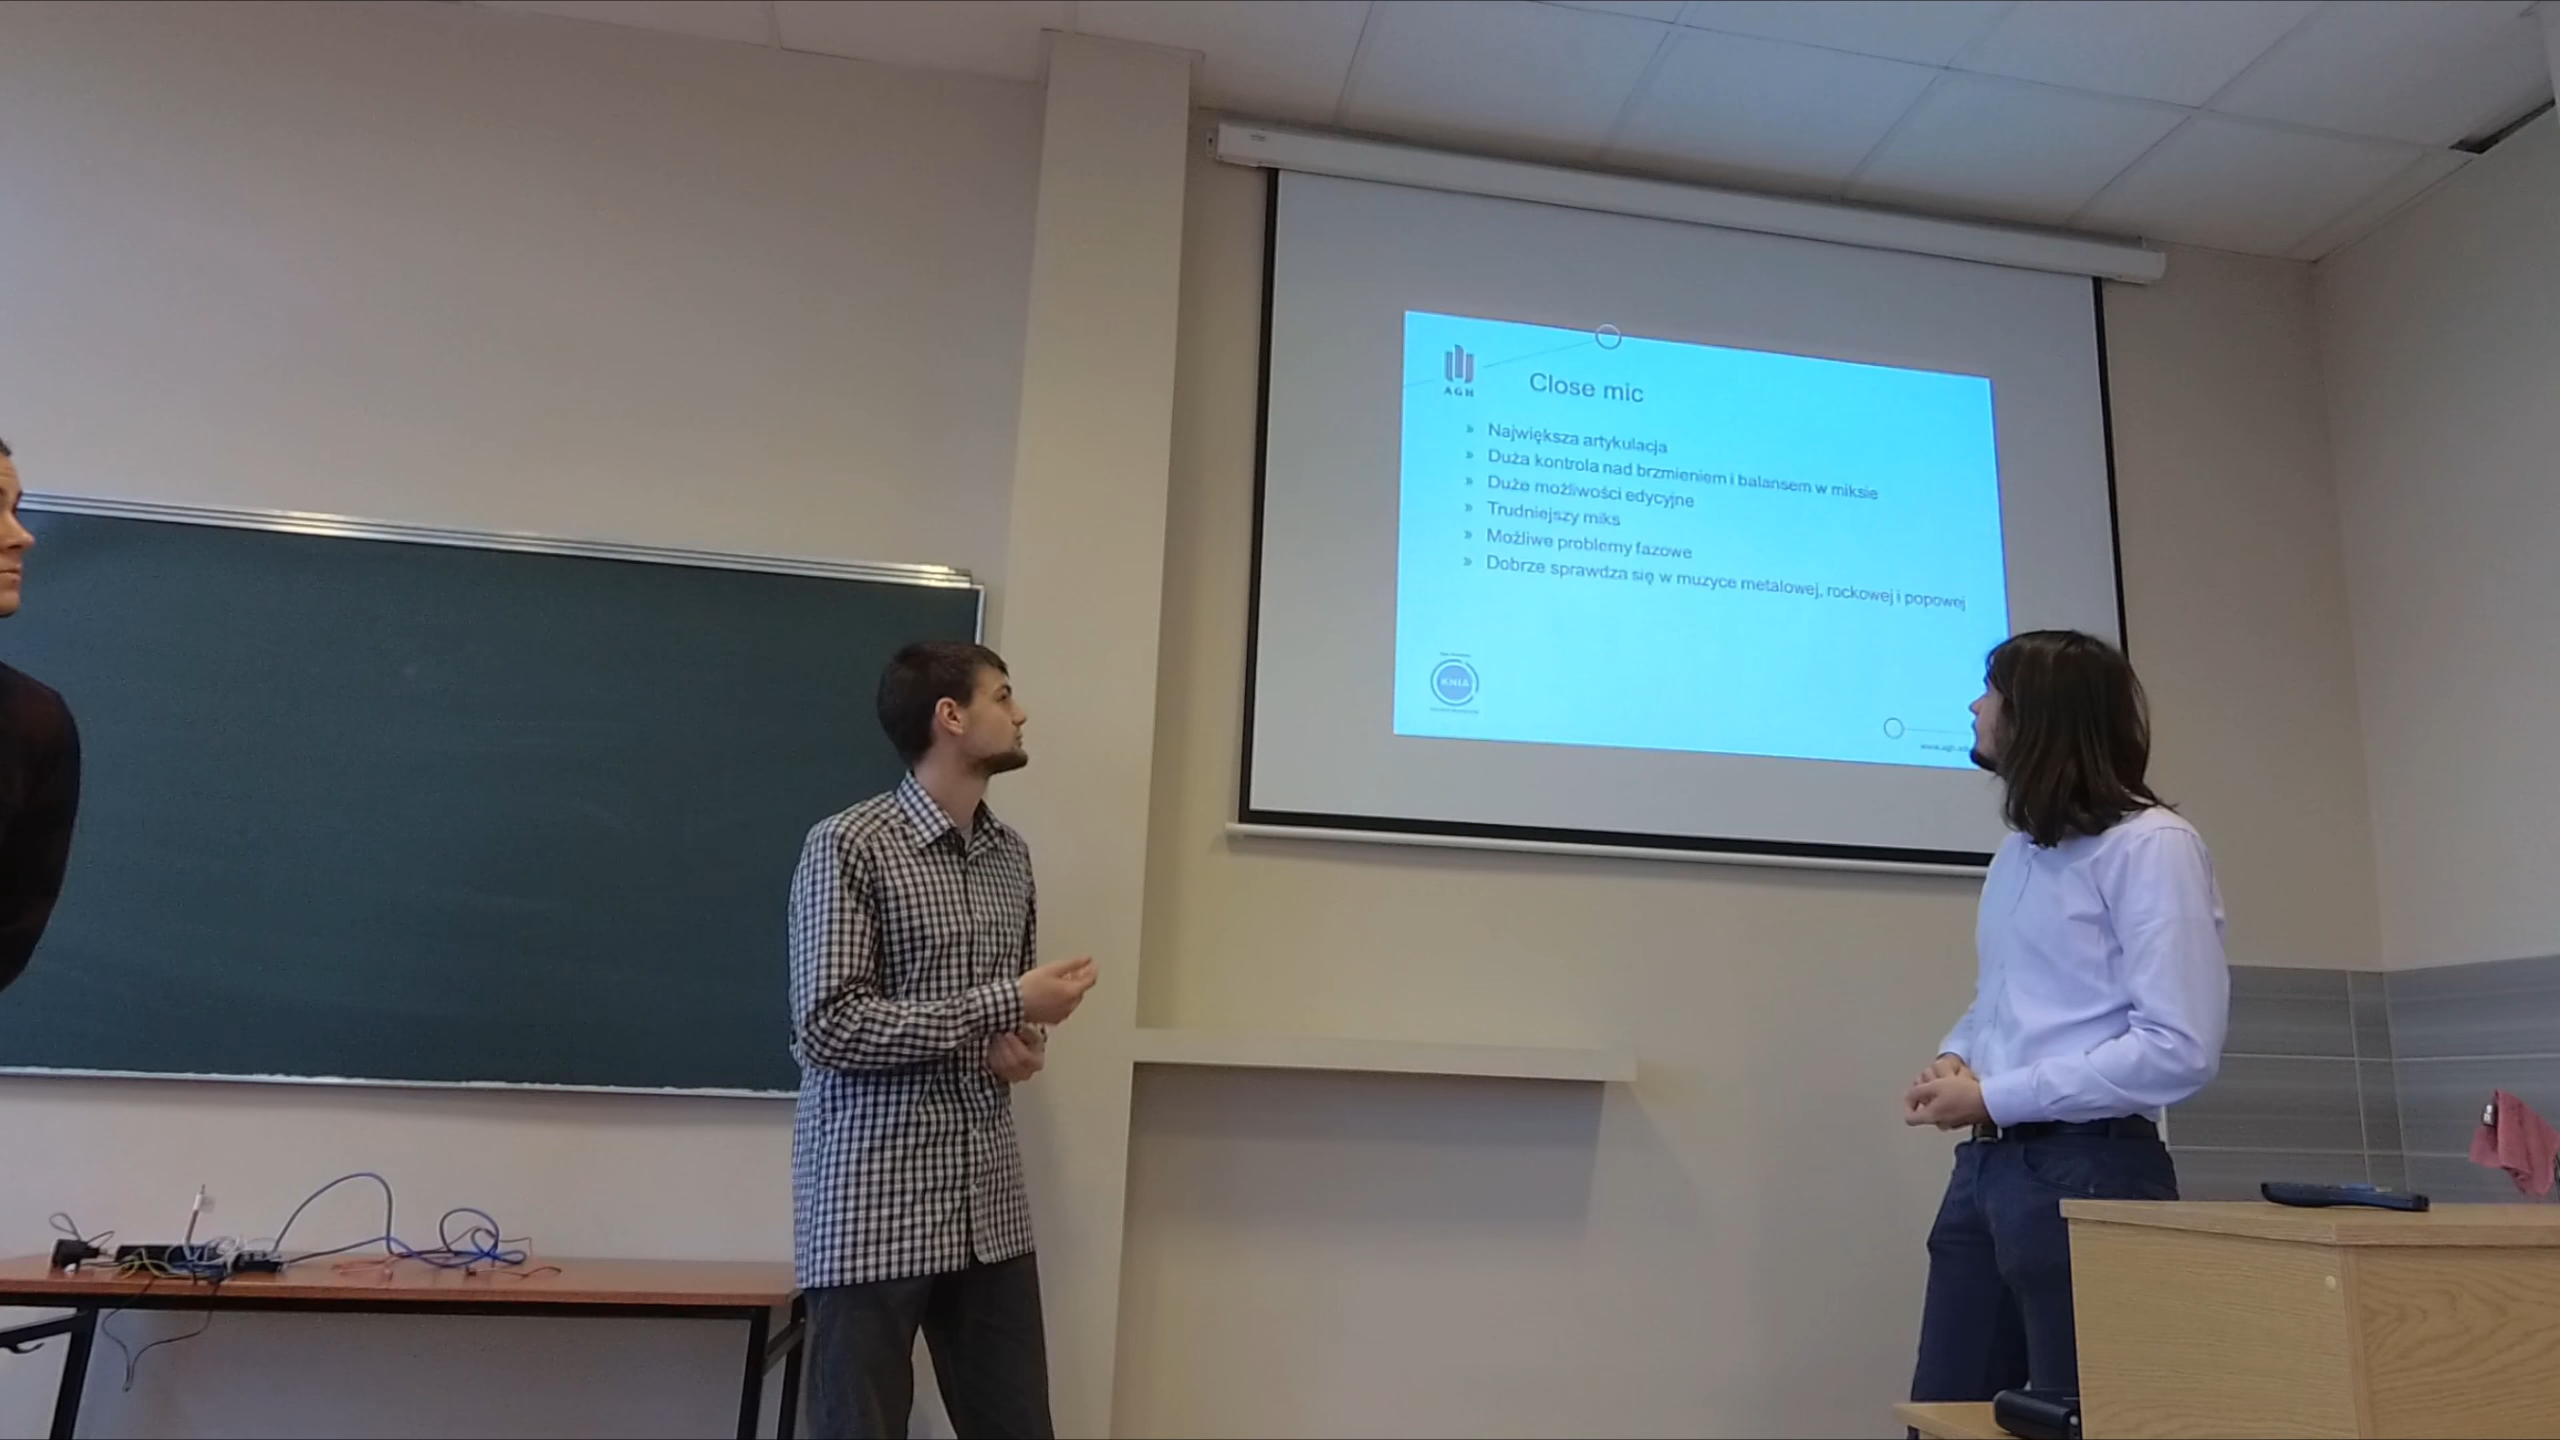 AGH
Close mic
» Największa artykulacja
» Duża kontrola nad brzmieniem i balansem w miksie
» Duże możliwości edycyjne
» Trudniejszy miks
» Możliwe problemy fazowe
» Dobrze sprawdza się w muzyce metalowej, rockowej i popowej
KNIA